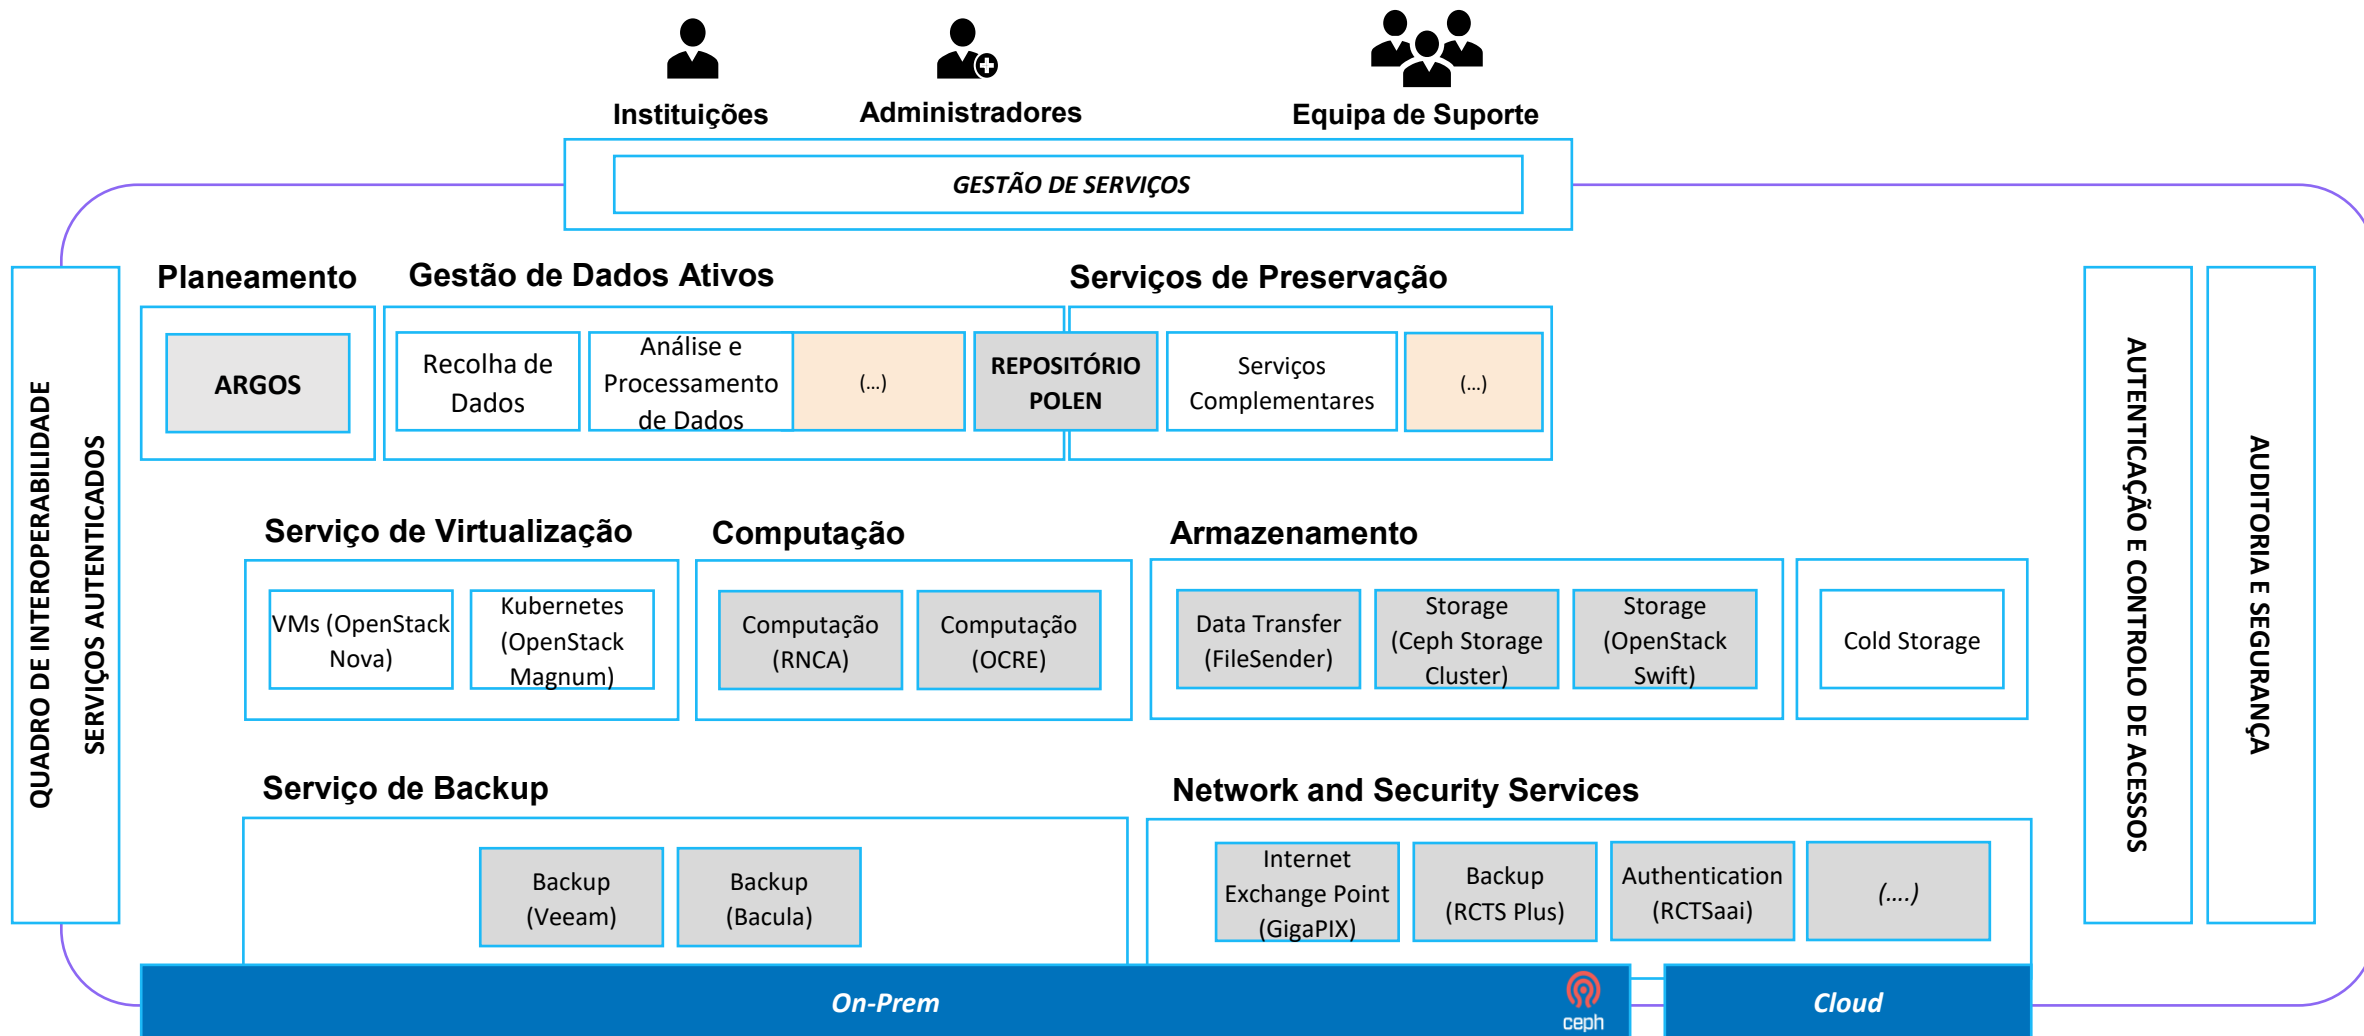 Instituições
Administradores
Equipa de Suporte
GESTÃO DE SERVIÇOS
QUADRO DE INTEROPERABILIDADE
SERVIÇOS AUTENTICADOS
Planeamento
ARGOS
Gestão de Dados Ativos
Recolha de
Dados
Análise e
Processamento
de Dados
(...)
REPOSITÓRIO
POLEN
Serviços de Preservação
Serviços
Complementares
(...)
AUTENTICAÇÃO E CONTROLO DE ACESSOS
AUDITORIA E SEGURANÇA
Serviço de Virtualização
VMs (OpenStack
Nova)
Kubernetes
(OpenStack
Magnum)
Computação
Computação
(RNCA)
Computação
(OCRE)
Armazenamento
Data Transfer
(FileSender)
Storage
(Ceph Storage
Cluster)
Storage
(OpenStack
Swift)
Cold Storage
Serviço de Backup
Backup
(Veeam)
Backup
(Bacula)
Network and Security Services
Internet
Exchange Point
(GigaPIX)
Backup
(RCTS Plus)
Authentication
(RCTSaai)
(....)
On-Prem
ceph
Cloud